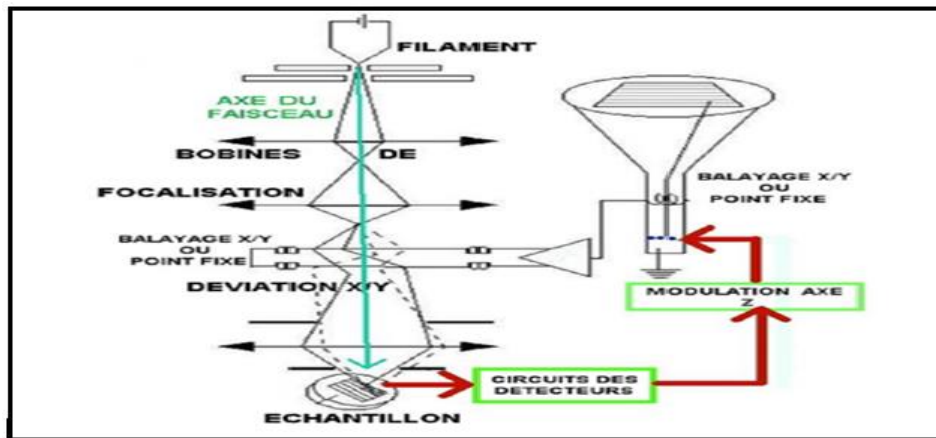 FILAMENT
AXE DU
FAISCEAU
BOBINES DE
FOCALISATION
BALAYAGE X/Y
OU
POINT FIXE
DEVIATION X/Y
ECHANTILLON
CIRCUITS DES
DETECTEURS
MODULATION AXE
Z
BALAYAGE X/Y
OU
POINT FIXE